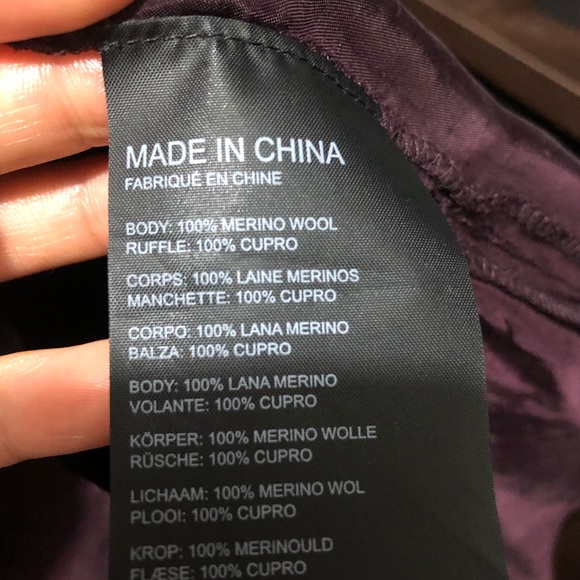 MADE IN CHINA
FABRIQUÉ EN CHINE
BODY: 100% MERINO WOOL
RUFFLE: 100% CUPRO
CORPS: 100% LAINE MERINOS
MANCHETTE: 100% CUPRO
CORPO: 100% LANA MERINO
BALZA: 100% CUPRO
BODY: 100% LANA MERINO
VOLANTE: 100% CUPRO
KÖRPER: 100% MERINO WOLLE
RÜSCHE: 100% CUPRO
LICHAAM: 100% MERINO WOL
PLOOI: 100% CUPRO
KROP: 100% MERINOULD
FLÆSE: 100% CUPRO